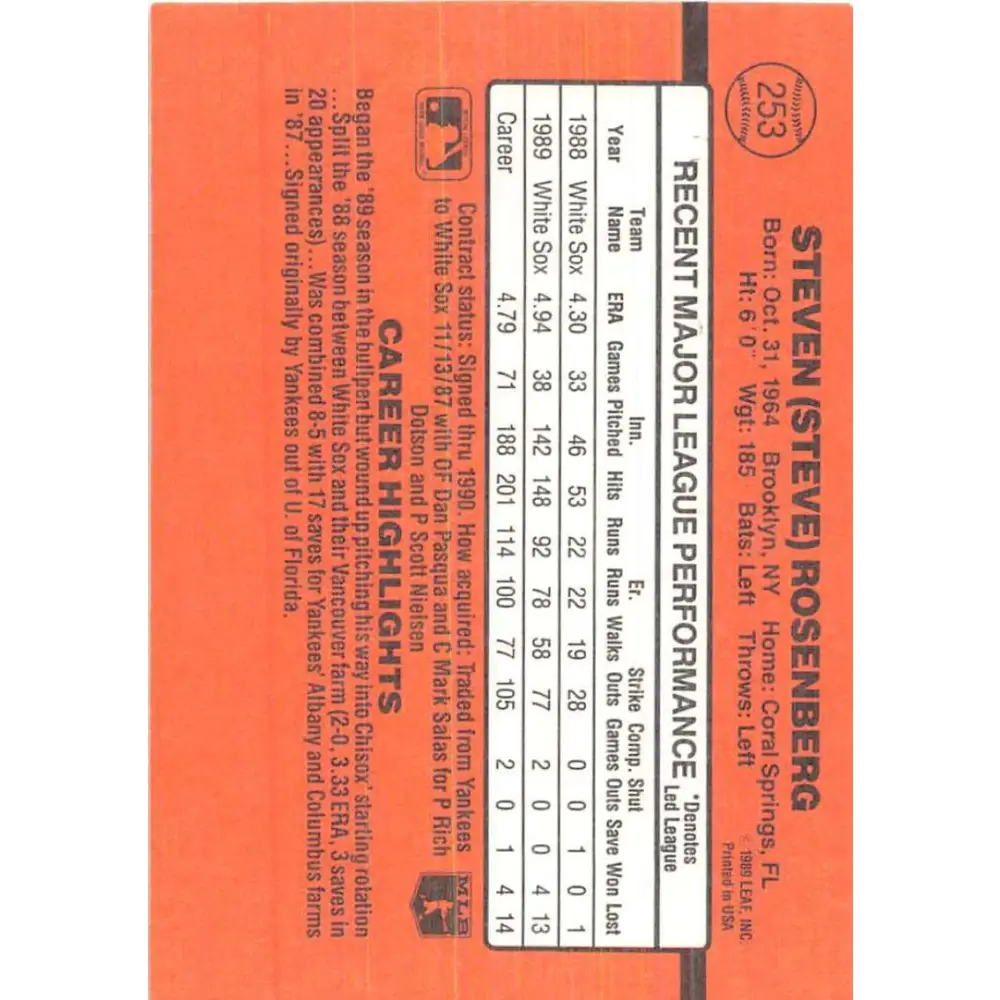 253
STEVEN (STEVE) ROSENBERG
Born: Oct. 31, 1964 Brooklyn, NY Home: Coral Springs, FL
Ht: 6'0" Wgt: 185 Bats: Left Throws: Left
© 1989 LEAF, INC.
Printed in USA
RECENT MAJOR LEAGUE PERFORMANCE *Denotes
Led League
Team Inn. Er. Strike Comp. Shut
Year Name ERA Games Pitched Hits Runs Runs Walks Outs Games Outs Save Won Lost
1988 White Sox 4.30 33 46 53 22 22 19 28 0 0 1 0 1
1989 White Sox 4.94 38 142 148 92 78 58 77 2 0 0 4 13
Career 4.79 71 188 201 114 100 77 105 2 0 1 4 14
Contract status: Signed thru 1990. How acquired: Traded from Yankees
to White Sox 11/13/87 with OF Dan Pasqua and C Mark Salas for P Rich
Dotson and P Scott Nielsen
MLB
CAREER HIGHLIGHTS
Began the '89 season in the bullpen but wound up pitching his way into Chisox' starting rotation
...Split the '88 season between White Sox and their Vancouver farm (2-0, 3.33 ERA, 3 saves in
20 appearances)...Was combined 8-5 with 17 saves for Yankees' Albany and Columbus farms
in '87...Signed originally by Yankees out of U. of Florida.